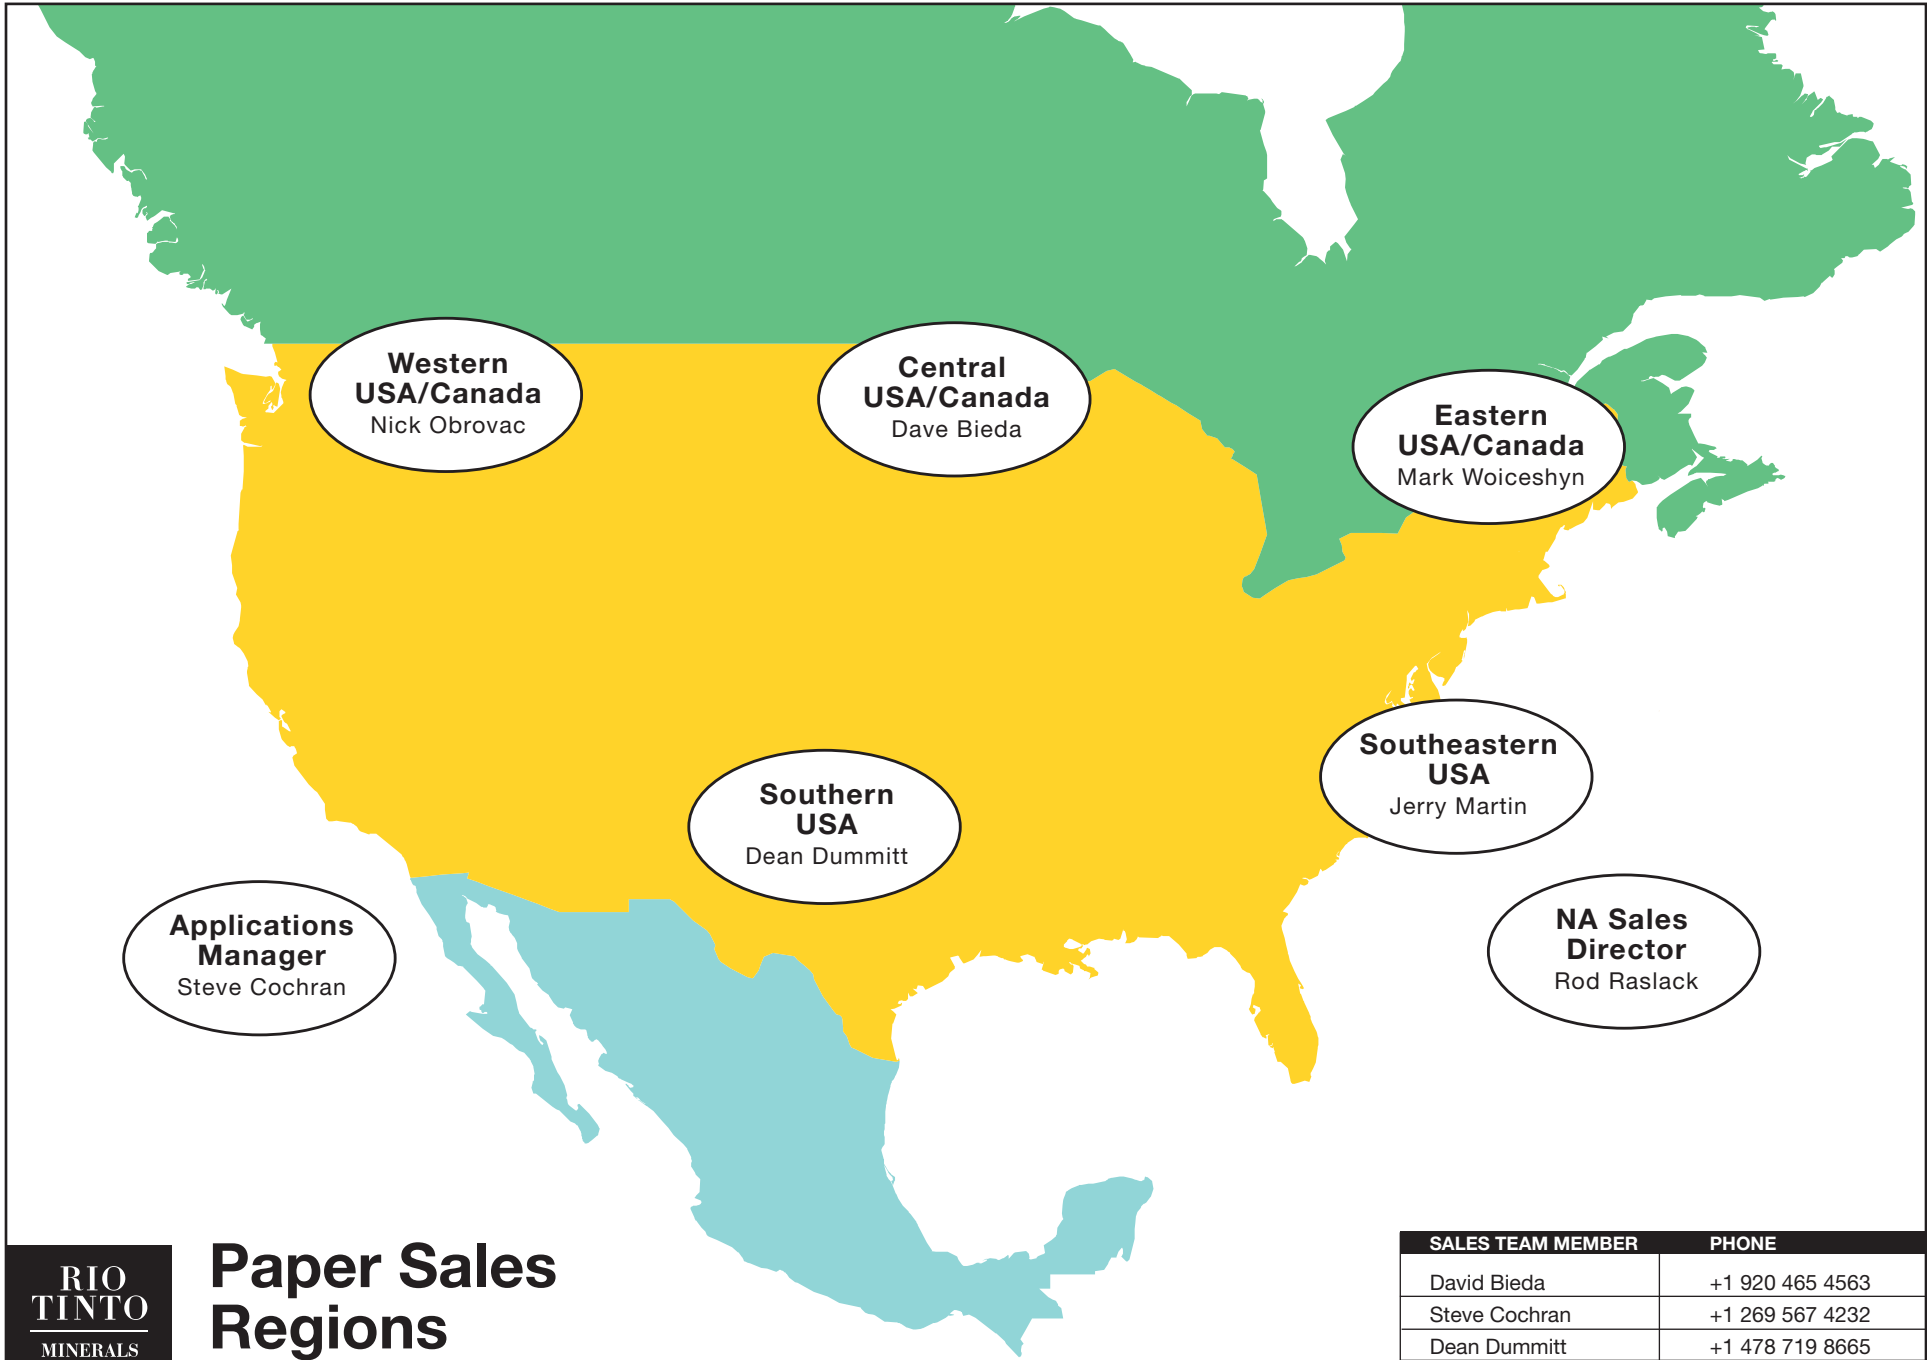 Western
USA/Canada
Nick Obrovac
Central
USA/Canada
Dave Bieda
Eastern
USA/Canada
Mark Woiceshyn
Southeastern
USA
Jerry Martin
Southern
USA
Dean Dummitt
Applications
Manager
Steve Cochran
NA Sales
Director
Rod Raslack
RIO
TINTO
MINERALS
Paper Sales
Regions
SALES TEAM MEMBER PHONE
David Bieda +1 920 465 4563
Steve Cochran +1 269 567 4232
Dean Dummitt +1 478 719 8665